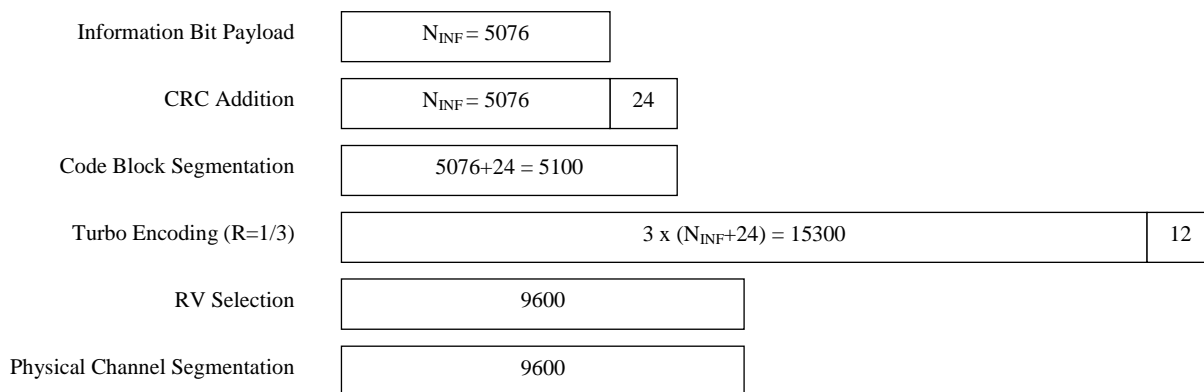 Information Bit Payload N_INF = 5076
CRC Addition N_INF = 5076 24
Code Block Segmentation 5076+24 = 5100
Turbo Encoding (R=1/3) 3 x (N_INF+24) = 15300 12
RV Selection 9600
Physical Channel Segmentation 9600